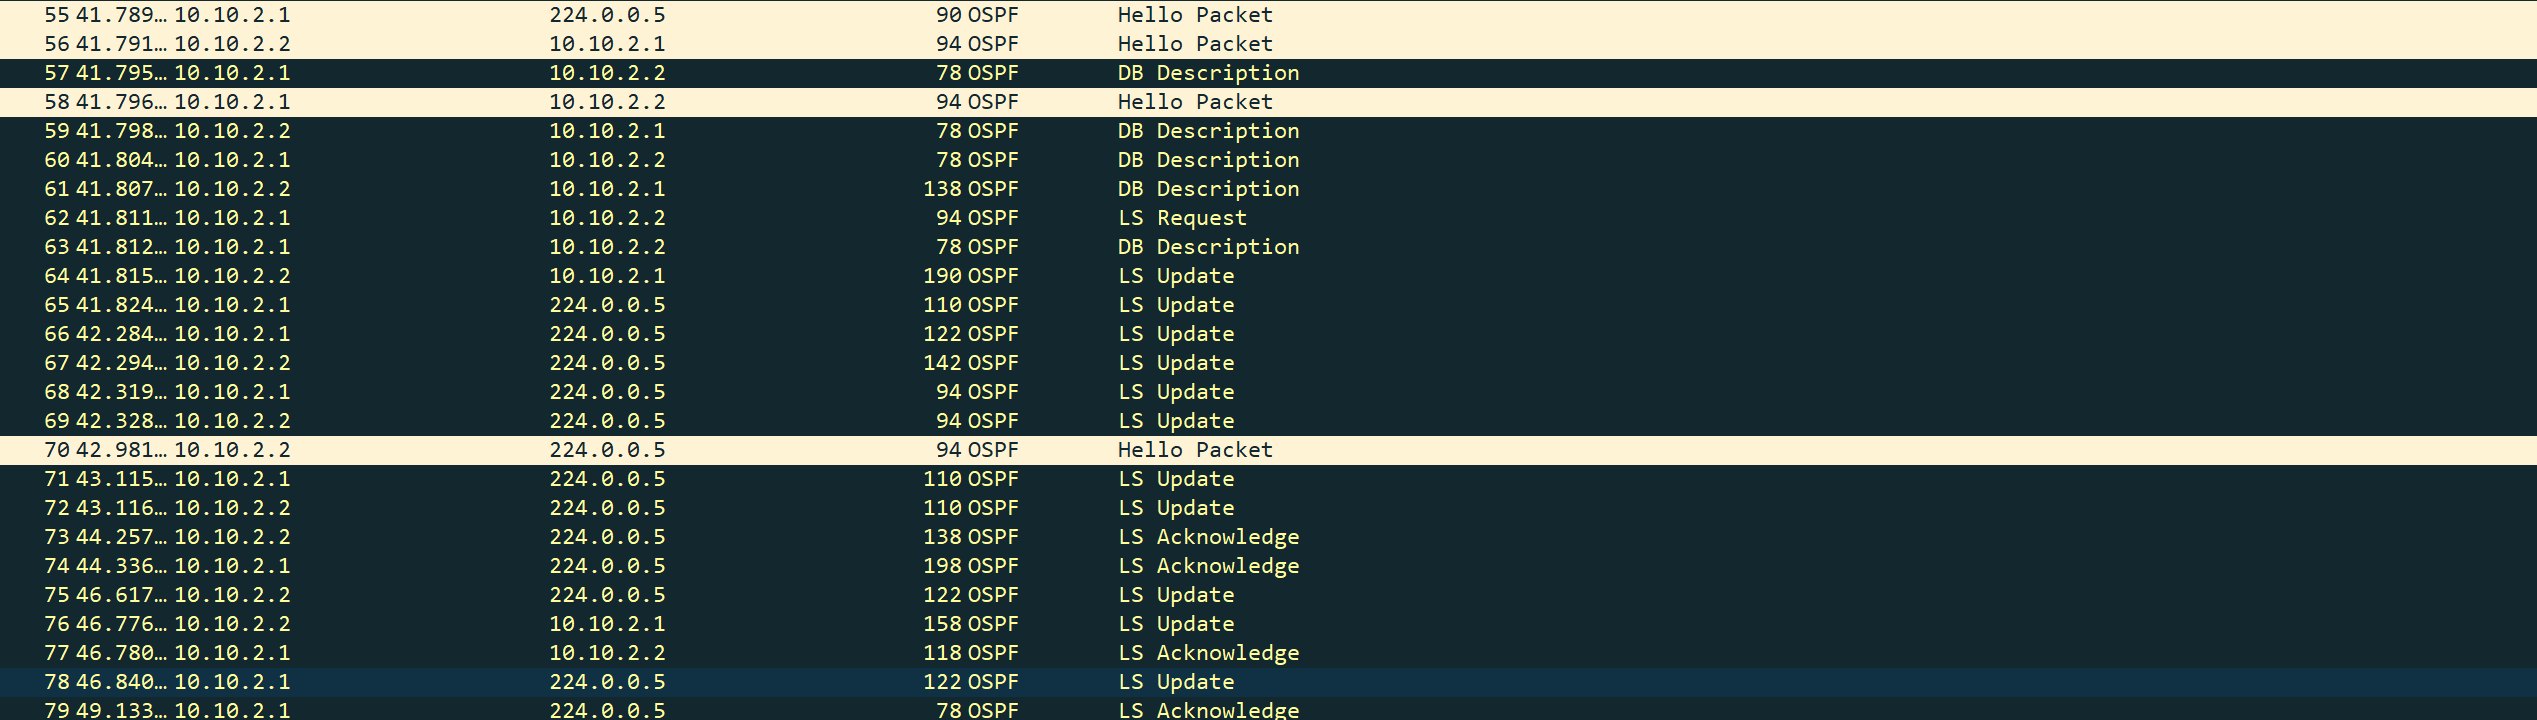 55 41.789… 10.10.2.1 224.0.0.5 90 OSPF Hello Packet
56 41.791… 10.10.2.2 10.10.2.1 94 OSPF Hello Packet
57 41.795… 10.10.2.1 10.10.2.2 78 OSPF DB Description
58 41.796… 10.10.2.1 10.10.2.2 94 OSPF Hello Packet
59 41.798… 10.10.2.2 10.10.2.1 78 OSPF DB Description
60 41.804… 10.10.2.1 10.10.2.2 78 OSPF DB Description
61 41.807… 10.10.2.2 10.10.2.1 138 OSPF DB Description
62 41.811… 10.10.2.1 10.10.2.2 94 OSPF LS Request
63 41.812… 10.10.2.1 10.10.2.2 78 OSPF DB Description
64 41.815… 10.10.2.2 10.10.2.1 190 OSPF LS Update
65 41.824… 10.10.2.1 224.0.0.5 110 OSPF LS Update
66 42.284… 10.10.2.1 224.0.0.5 122 OSPF LS Update
67 42.294… 10.10.2.2 224.0.0.5 142 OSPF LS Update
68 42.319… 10.10.2.1 224.0.0.5 94 OSPF LS Update
69 42.328… 10.10.2.2 224.0.0.5 94 OSPF LS Update
70 42.981… 10.10.2.2 224.0.0.5 94 OSPF Hello Packet
71 43.115… 10.10.2.1 224.0.0.5 110 OSPF LS Update
72 43.116… 10.10.2.2 224.0.0.5 110 OSPF LS Update
73 44.257… 10.10.2.2 224.0.0.5 138 OSPF LS Acknowledge
74 44.336… 10.10.2.1 224.0.0.5 198 OSPF LS Acknowledge
75 46.617… 10.10.2.2 224.0.0.5 122 OSPF LS Update
76 46.776… 10.10.2.2 10.10.2.1 158 OSPF LS Update
77 46.780… 10.10.2.1 10.10.2.2 118 OSPF LS Acknowledge
78 46.840… 10.10.2.1 224.0.0.5 122 OSPF LS Update
79 49.133… 10.10.2.1 224.0.0.5 78 OSPF LS Acknowledge